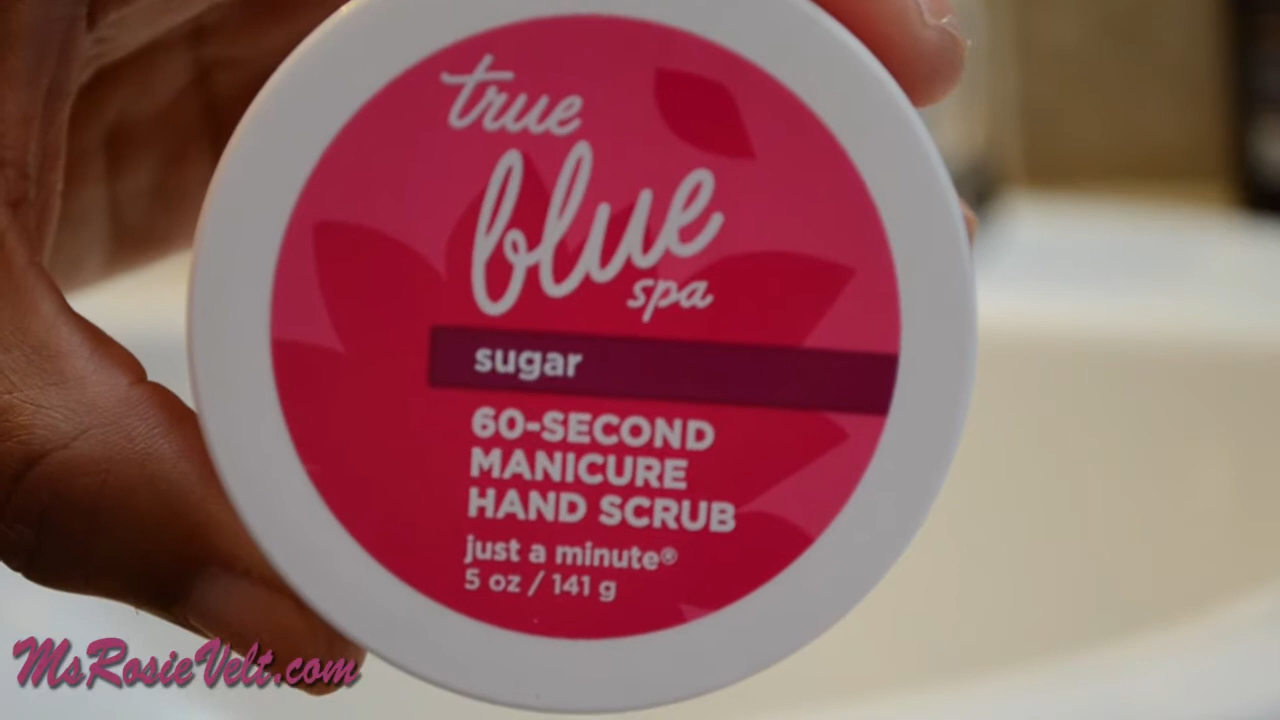 true
blue
spa
sugar
60-SECOND
MANICURE
HAND SCRUB
just a minute®
5 oz / 141 g
MsRosieVelt.com